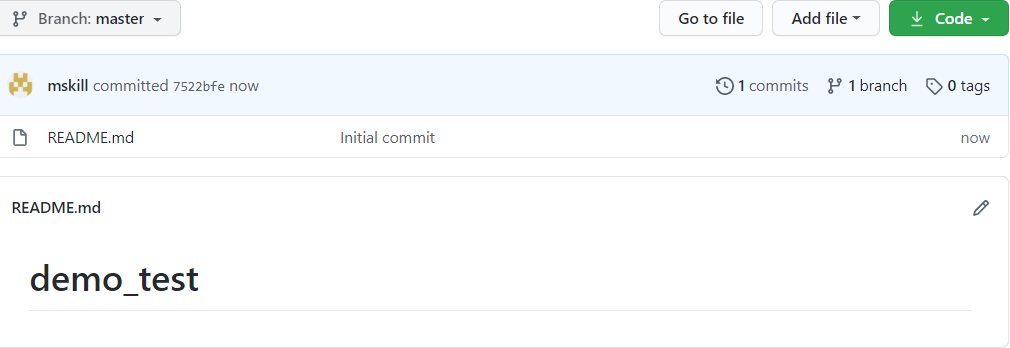 Branch: master Go to file Add file Code
mskill committed 7522bfe now 1 commits 1 branch 0 tags
README.md Initial commit now
README.md
demo_test